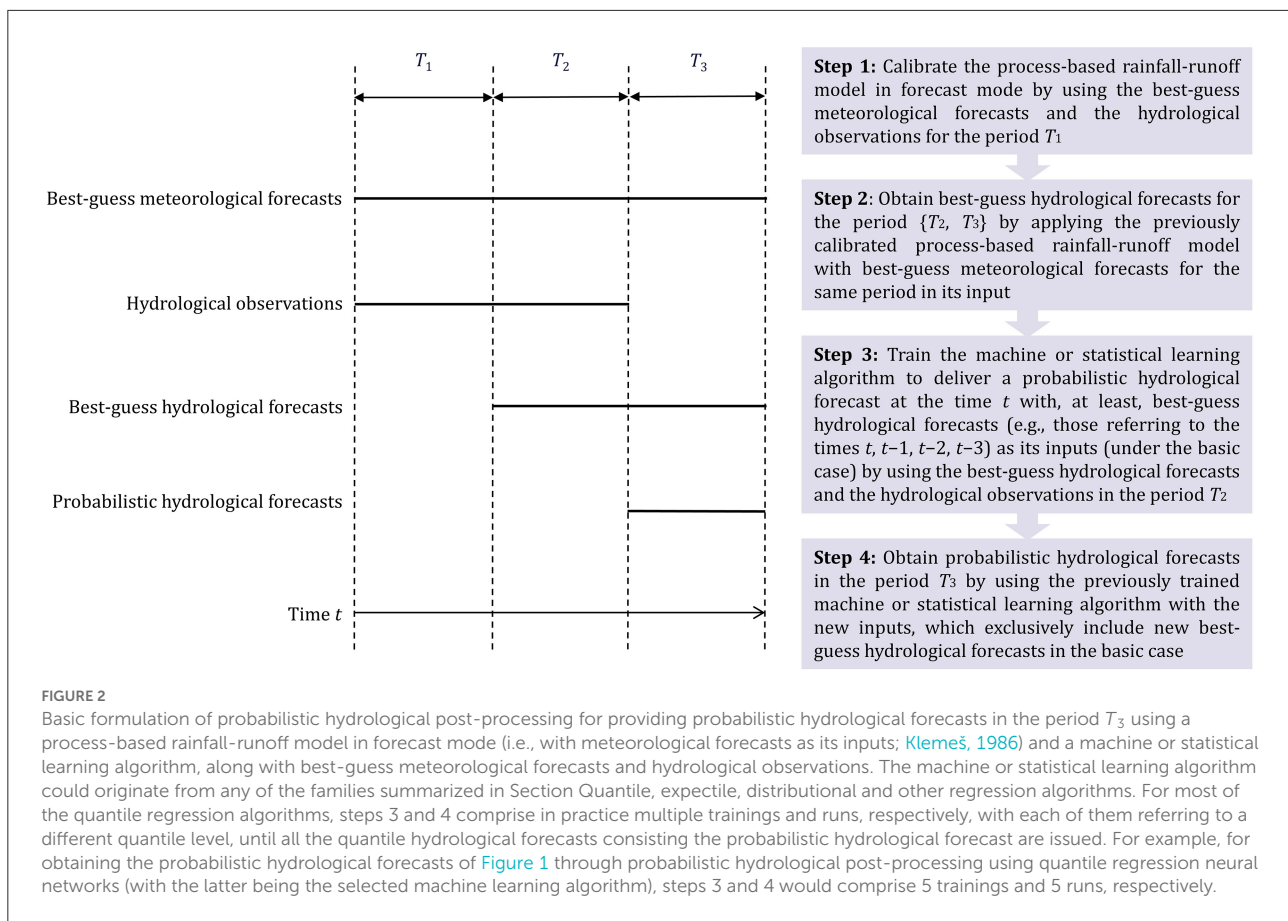 T1 T2 T3
Best-guess meteorological forecasts
Hydrological observations
Best-guess hydrological forecasts
Probabilistic hydrological forecasts
Time t
Step 1: Calibrate the process-based rainfall-runoff
model in forecast mode by using the best-guess
meteorological forecasts and the hydrological
observations for the period T1
Step 2: Obtain best-guess hydrological forecasts for
the period {T2, T3} by applying the previously
calibrated process-based rainfall-runoff model
with best-guess meteorological forecasts for the
same period in its input
Step 3: Train the machine or statistical learning
algorithm to deliver a probabilistic hydrological
forecast at the time t with, at least, best-guess
hydrological forecasts (e.g., those referring to the
times t, t−1, t−2, t−3) as its inputs (under the basic
case) by using the best-guess hydrological forecasts
and the hydrological observations in the period T2
Step 4: Obtain probabilistic hydrological forecasts
in the period T3 by using the previously trained
machine or statistical learning algorithm with the
new inputs, which exclusively include new best-
guess hydrological forecasts in the basic case
FIGURE 2
Basic formulation of probabilistic hydrological post-processing for providing probabilistic hydrological forecasts in the period T3 using a
process-based rainfall-runoff model in forecast mode (i.e., with meteorological forecasts as its inputs; Klemeš, 1986) and a machine or statistical
learning algorithm, along with best-guess meteorological forecasts and hydrological observations. The machine or statistical learning algorithm
could originate from any of the families summarized in Section Quantile, expectile, distributional and other regression algorithms. For most of
the quantile regression algorithms, steps 3 and 4 comprise in practice multiple trainings and runs, respectively, with each of them referring to a
different quantile level, until all the quantile hydrological forecasts consisting the probabilistic hydrological forecast are issued. For example, for
obtaining the probabilistic hydrological forecasts of Figure 1 through probabilistic hydrological post-processing using quantile regression neural
networks (with the latter being the selected machine learning algorithm), steps 3 and 4 would comprise 5 trainings and 5 runs, respectively.